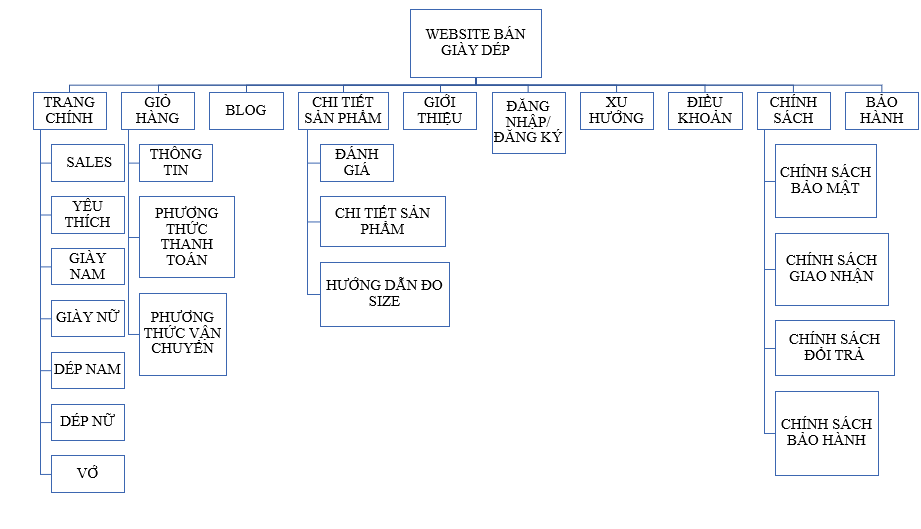 WEBSITE BÁN
GIÀY DÉP
TRANG
CHÍNH
GIỎ
HÀNG
BLOG
CHI TIẾT
SẢN PHẨM
GIỚI
THIỆU
ĐĂNG
NHẬP/
ĐĂNG KÝ
XU
HƯỚNG
ĐIỀU
KHOẢN
CHÍNH
SÁCH
BẢO
HÀNH
SALES
YÊU
THÍCH
GIÀY
NAM
GIÀY NỮ
DÉP NAM
DÉP NỮ
VỚ
THÔNG
TIN
PHƯƠNG
THỨC
THANH
TOÁN
PHƯƠNG
THỨC VẬN
CHUYỂN
ĐÁNH
GIÁ
CHI TIẾT SẢN
PHẨM
HƯỚNG DẪN ĐO
SIZE
CHÍNH SÁCH
BẢO MẬT
CHÍNH SÁCH
GIAO NHẬN
CHÍNH SÁCH
ĐỔI TRẢ
CHÍNH SÁCH
BẢO HÀNH